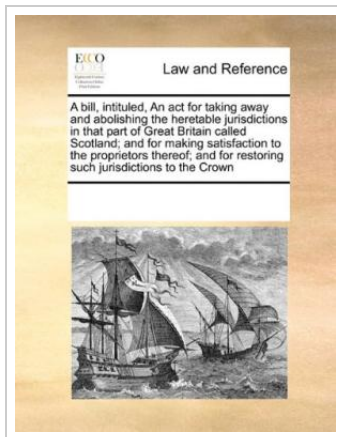 ECCO
Law and Reference
A bill, intituled, An act for taking away
and abolishing the heretable jurisdictions
in that part of Great Britain called
Scotland; and for making satisfaction to
the proprietors thereof; and for restoring
such jurisdictions to the Crown